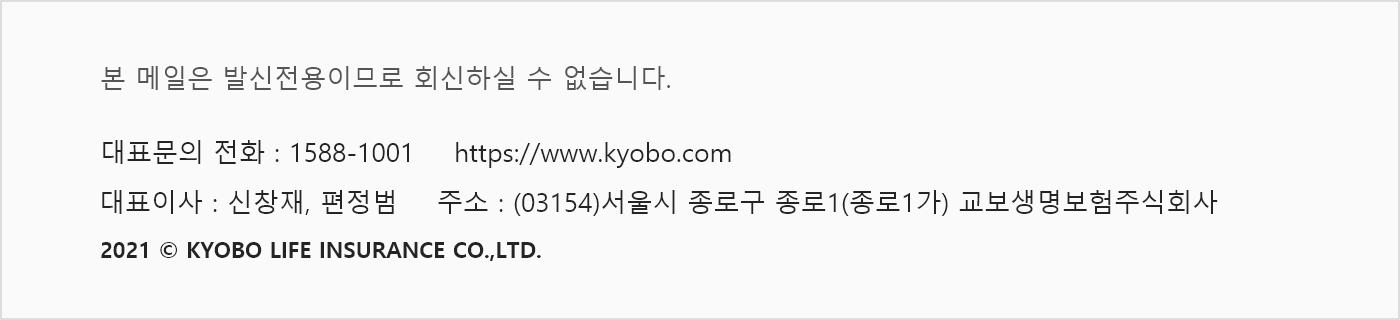 본 메일은 발신전용이므로 회신하실 수 없습니다.
대표문의 전화 : 1588-1001 https://www.kyobo.com
대표이사 : 신창재, 편정범 주소 : (03154)서울시 종로구 종로1(종로1가) 교보생명보험주식회사
2021 © KYOBO LIFE INSURANCE CO.,LTD.